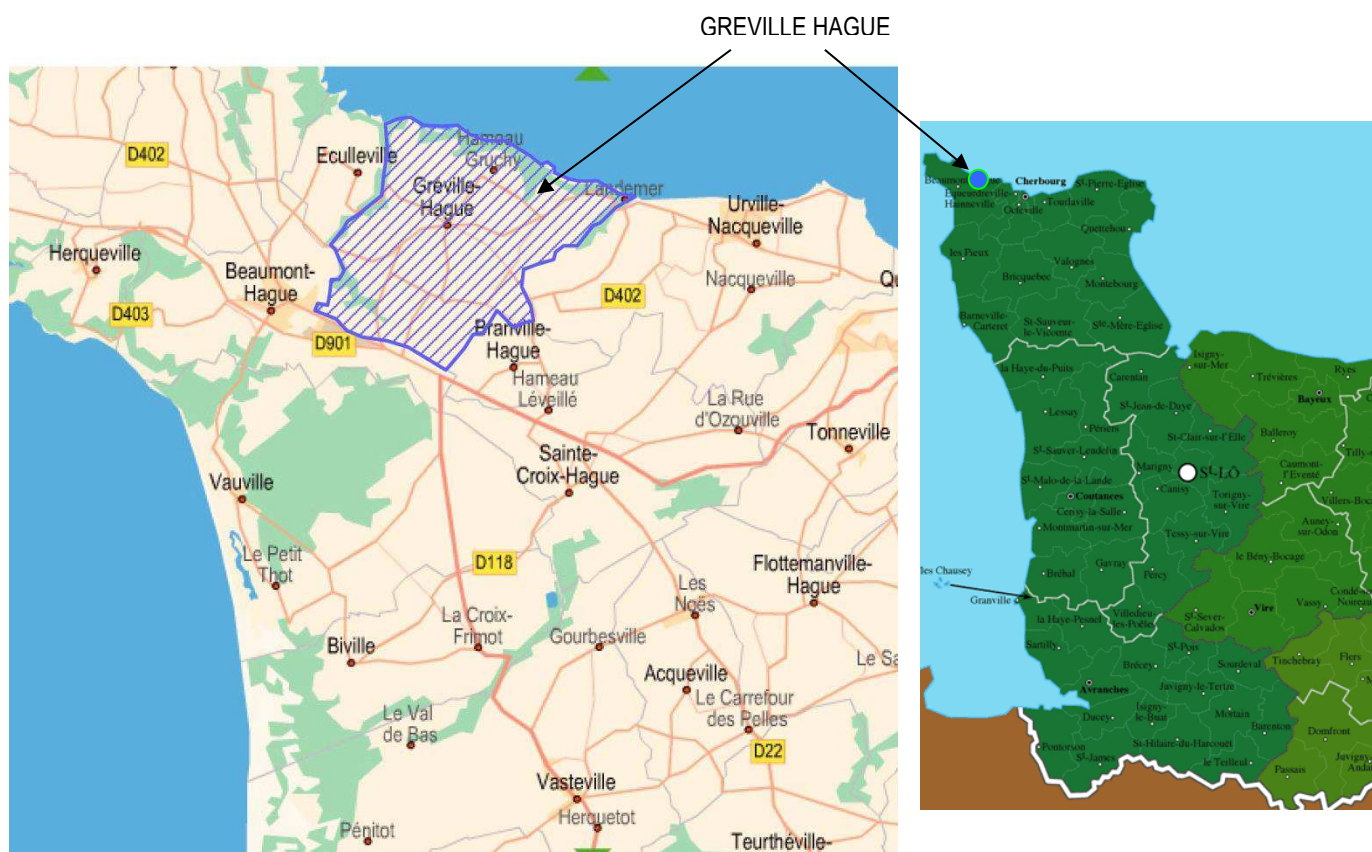 GREVILLE HAGUE
D402
Eculleville
Hameau
Gruchy
Greville-
Hague
Landemer
Urville-
Nacqueville
Herqueville
Beaumont-
Hague
Nacqueville
D403
D402
D901
Branville-
Hague
Hameau
Léveillé
La Rue
d'Ozouville
Tonneville
Sainte-
Croix-Hague
Vauville
Le Petit
Thot
D118
Flottemanville-
Hague
Les
Noës
La Croix-
Frimot
Gourbesville
Biville
Acqueville
Le Carrefour
des Pelles
Le Val
de Bas
D22
Vasteville
Herquetot
Pénitot
Teurthéville-
Cherbourg
St-Pierre-Eglise
Equeurdreville-
Hainneville
Octeville
Tourlaville
Quettehou
les Pieux
Valognes
Bricquebec
Montebourg
Barneville-
Carteret
St-Sauveur-
le-Vicomte
Ste-Mère-Eglise
Isigny-
sur-Mer
la Haye-du-Puits
Carentan
Trévières
Ryes
Bayeux
Lessay
St-Jean-de-Daye
Périers
St-Clair-sur-l'Elle
Balleroy
St-Sauver-Lendelin
Marigny
ST-LÔ
Caumont-
l'Eventé
St-Malo-de-la-Lande
Canisy
Torigny-
sur-Vire
Coutances
Cerisy-la-Salle
Montmartin-sur-Mer
Tessy-sur-Vire
Auney-
sur-Odon
le Bény-Bocage
Bréhal
Gavray
Percy
Granville
Villedieu-
les-Poêles
St-Sever-
Calvados
Vire
Vassy
la Haye-Pesnel
Sartilly
St-Pois
Brécey
Sourdeval
Tinchebray
Flers
Avranches
Juvigny-le-Tertre
Ducey
Isigny-
le-Buat
Mortain
Barenton
Domfront
Pontorson
St-James
St-Hilaire-du-Harcouët
le Teilleul
Passais